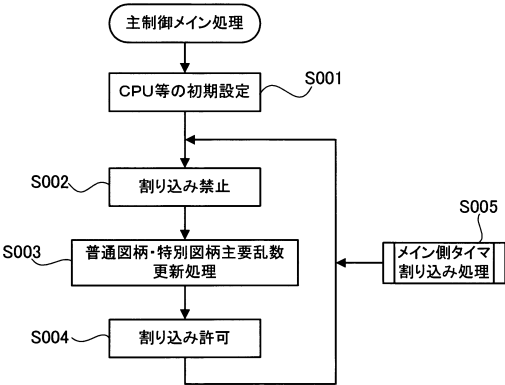 主制御メイン処理
S001
CPU等の初期設定
S002
割り込み禁止
S005
メイン側タイマ
割り込み処理
S003
普通図柄・特別図柄主要乱数
更新処理
S004
割り込み許可